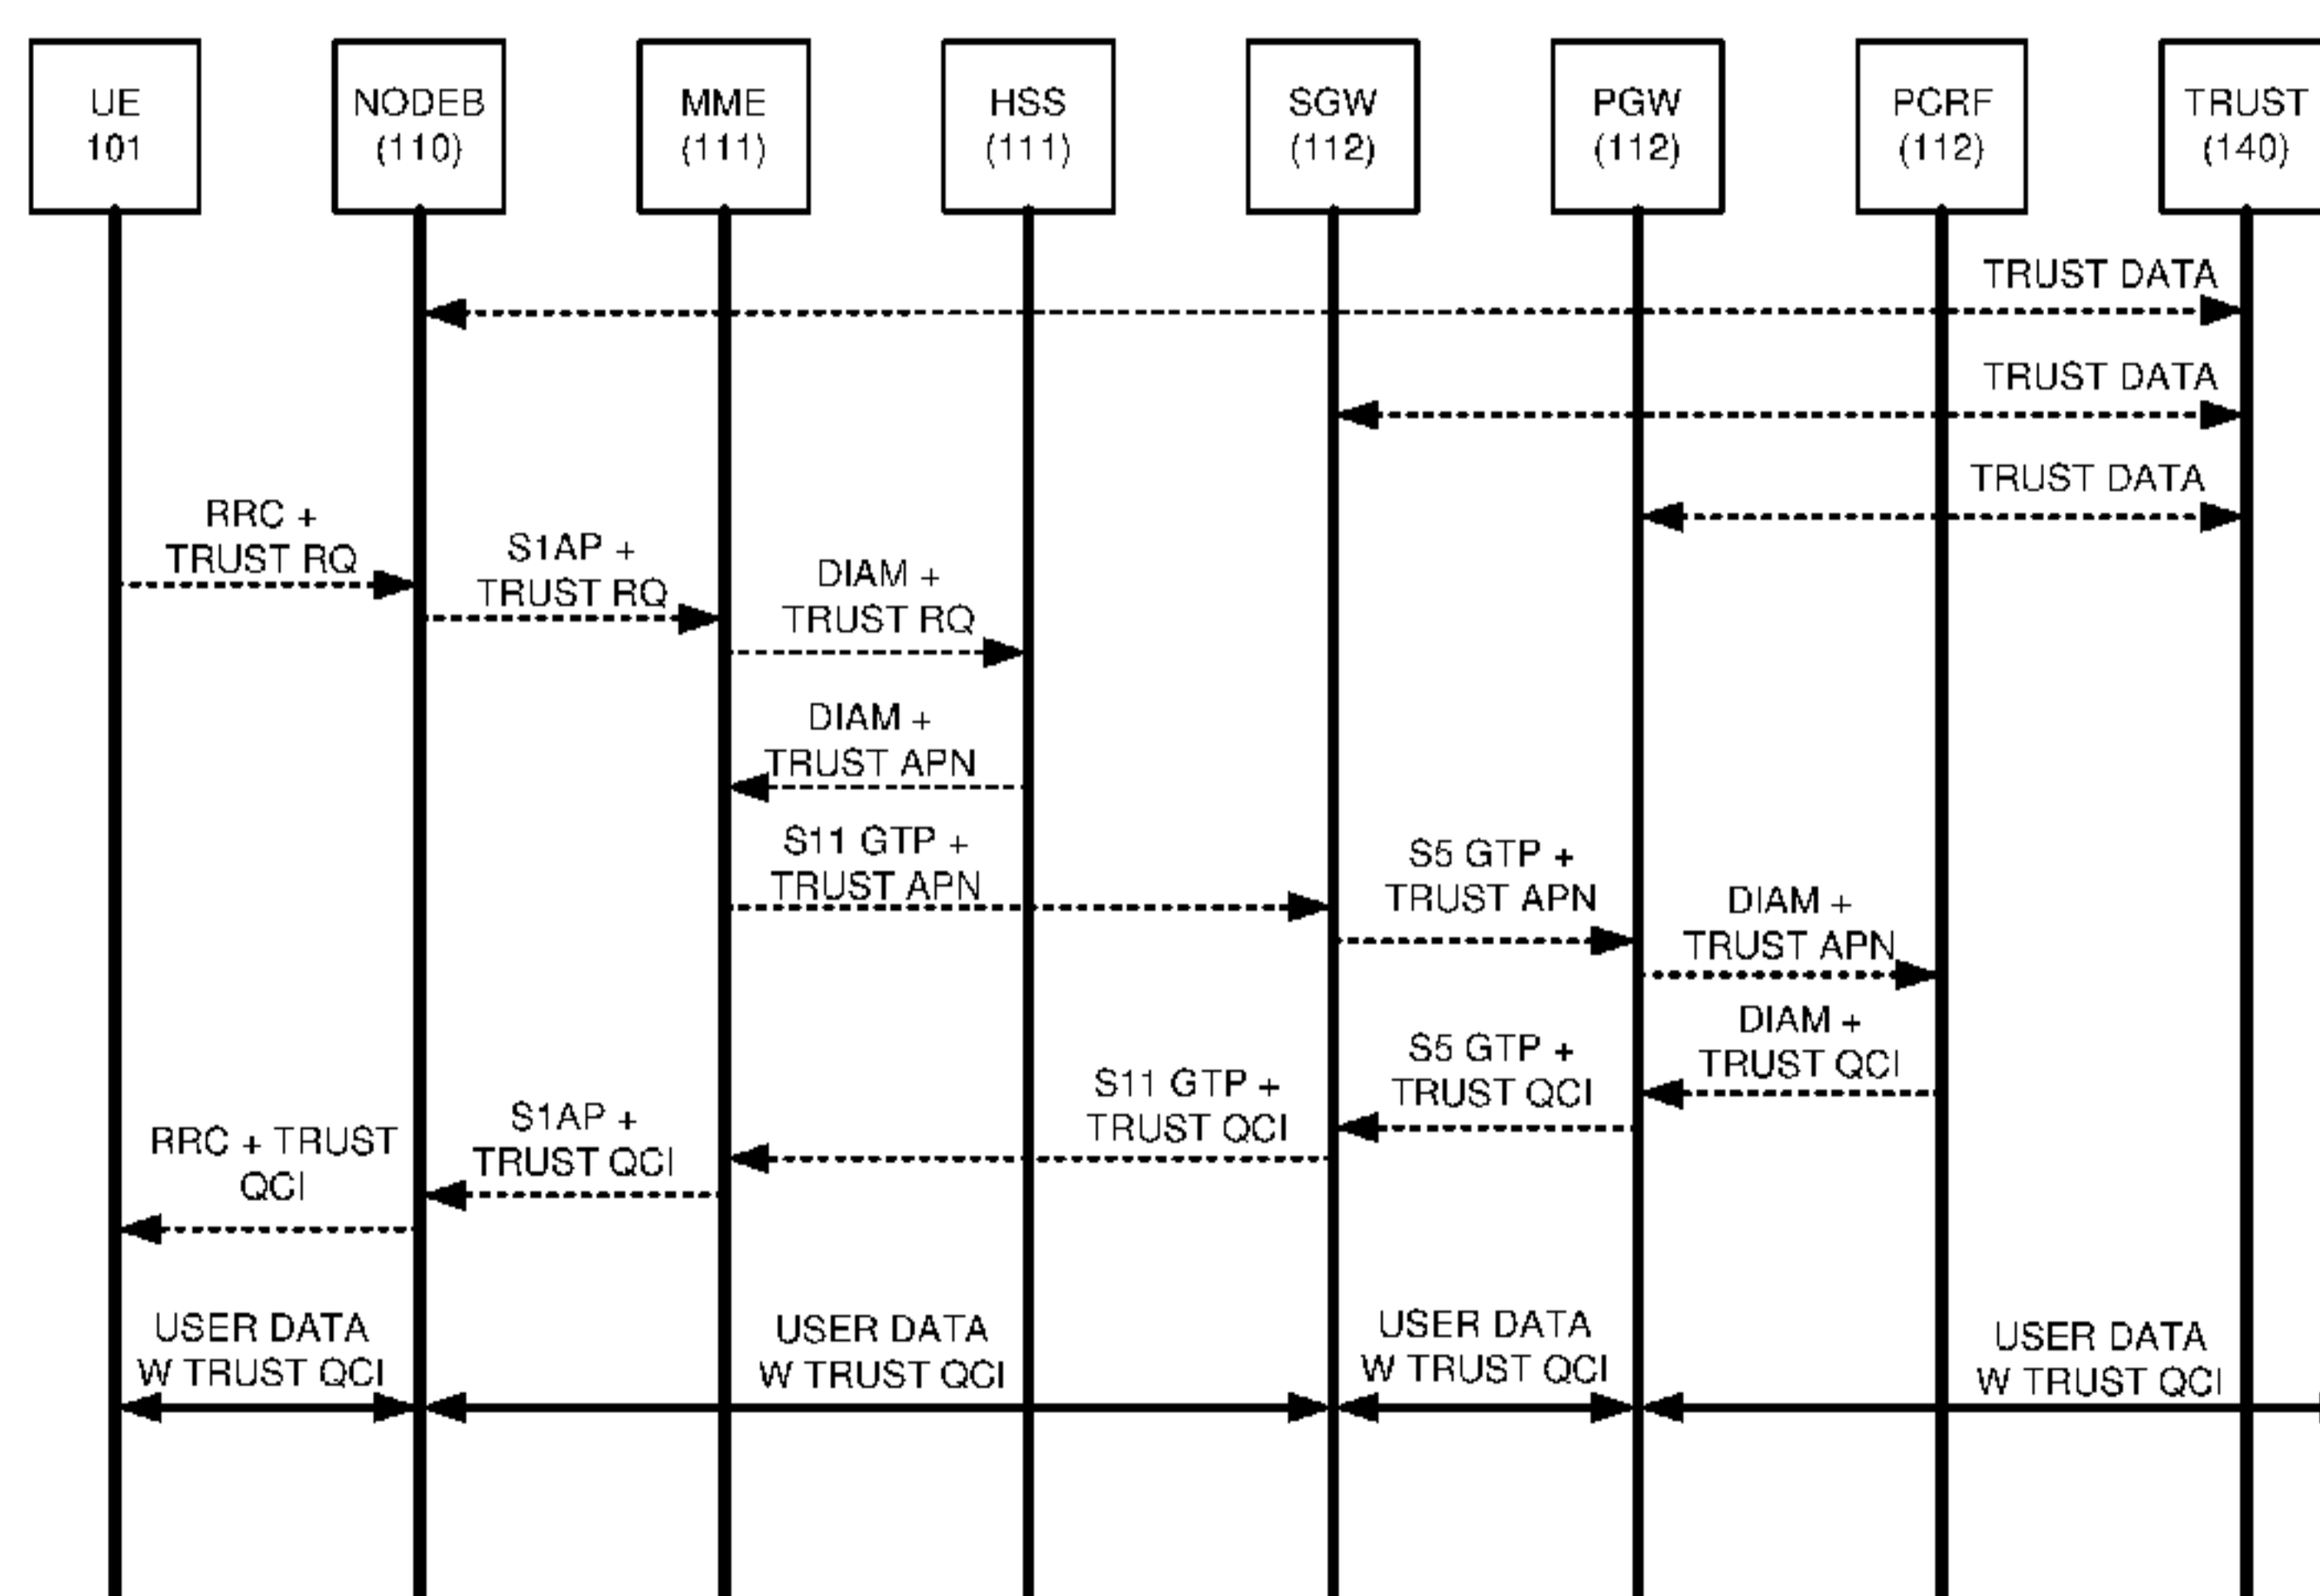 UE
101
NODEB
(110)
MME
(111)
HSS
(111)
SGW
(112)
PGW
(112)
PCRF
(112)
TRUST
(140)
TRUST DATA
TRUST DATA
TRUST DATA
RRC +
TRUST RQ
S1AP +
TRUST RQ
DIAM +
TRUST RQ
DIAM +
TRUST APN
S11 GTP +
TRUST APN
S5 GTP +
TRUST APN
DIAM +
TRUST APN
DIAM +
TRUST QCI
S5 GTP +
TRUST QCI
S11 GTP +
TRUST QCI
S1AP +
TRUST QCI
RRC + TRUST
QCI
USER DATA
W TRUST QCI
USER DATA
W TRUST QCI
USER DATA
W TRUST QCI
USER DATA
W TRUST QCI